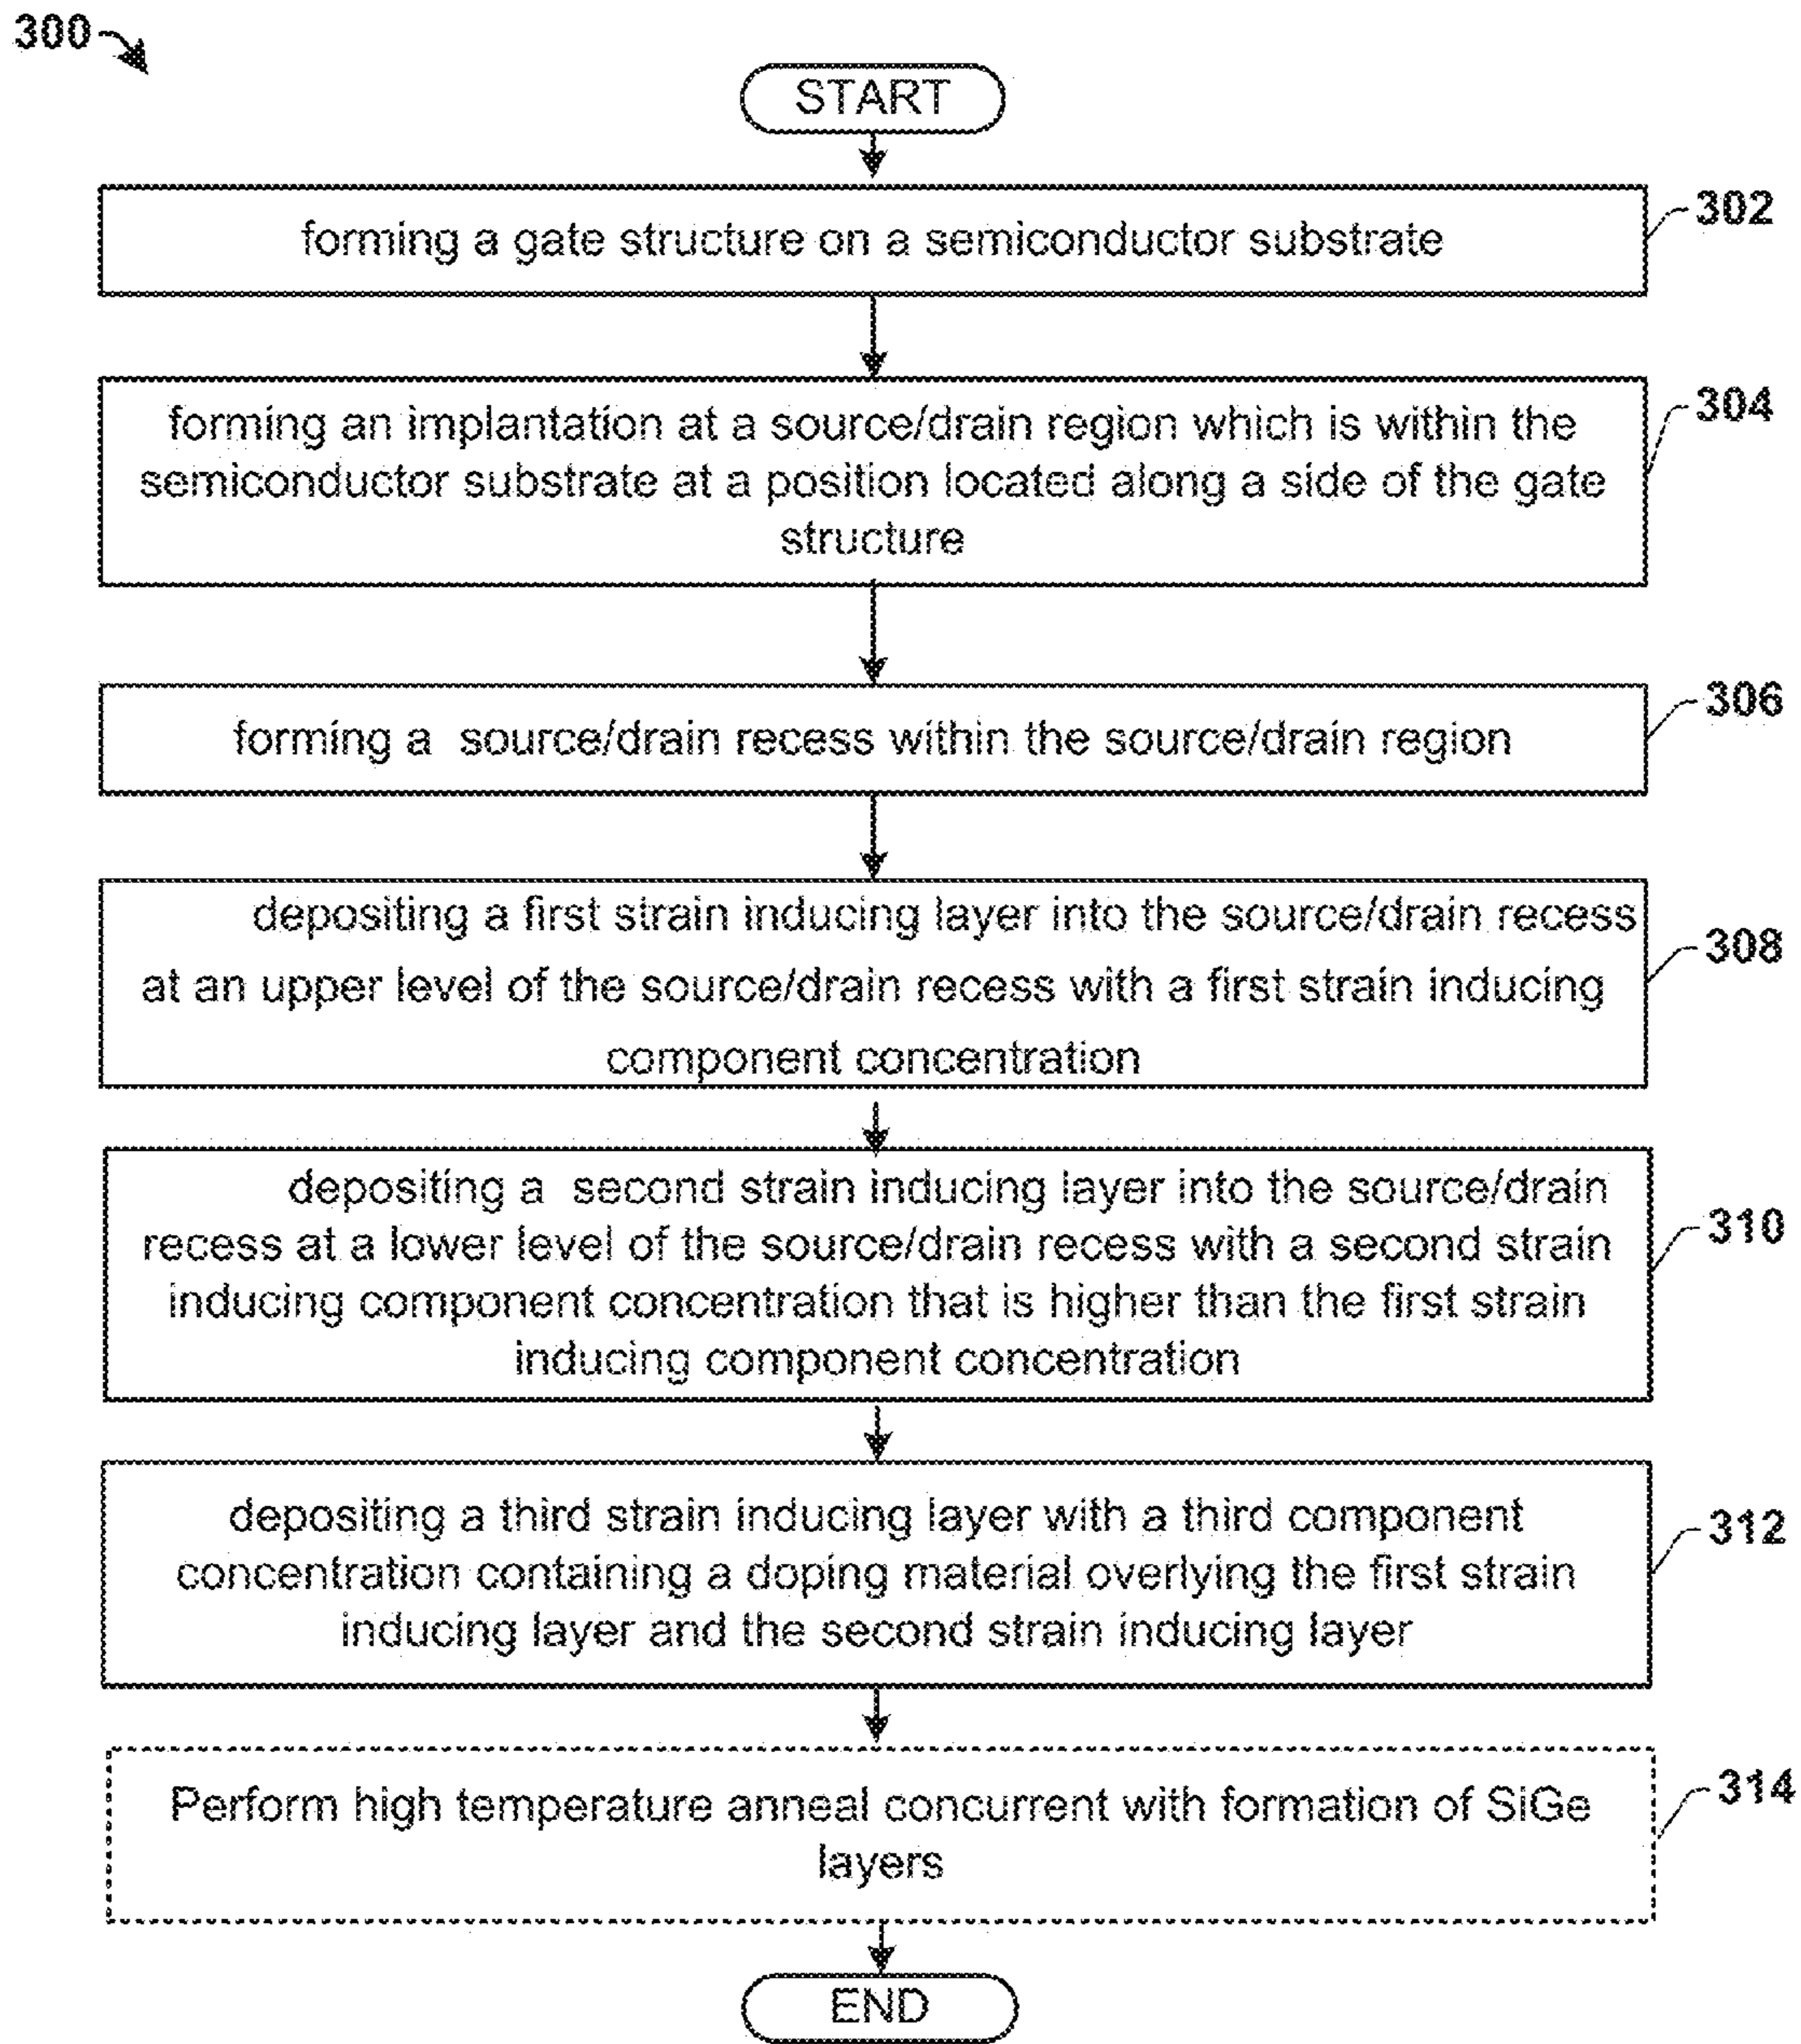 300
START
forming a gate structure on a semiconductor substrate
302
forming an implantation at a source/drain region which is within the
semiconductor substrate at a position located along a side of the gate
structure
304
forming a source/drain recess within the source/drain region
306
depositing a first strain inducing layer into the source/drain recess
at an upper level of the source/drain recess with a first strain inducing
component concentration
308
depositing a second strain inducing layer into the source/drain
recess at a lower level of the source/drain recess with a second strain
inducing component concentration that is higher than the first strain
inducing component concentration
310
depositing a third strain inducing layer with a third component
concentration containing a doping material overlying the first strain
inducing layer and the second strain inducing layer
312
Perform high temperature anneal concurrent with formation of SiGe
layers
314
END